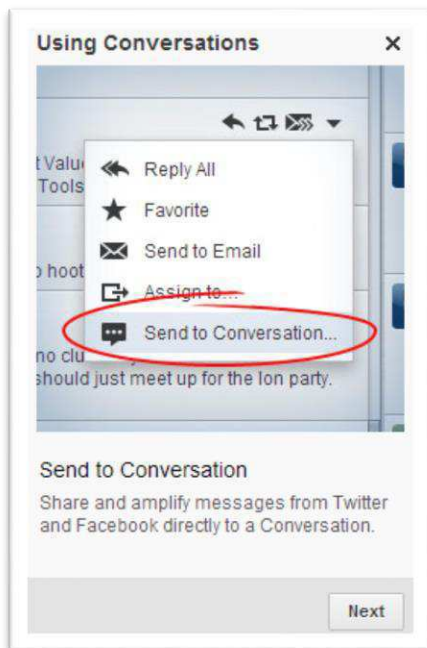 Using Conversations
t Valu
Tools
Reply All
Favorite
Send to Email
o hoot
Assign to...
Send to Conversation...
no clu
should just meet up for the Ion party.
Send to Conversation
Share and amplify messages from Twitter
and Facebook directly to a Conversation.
Next